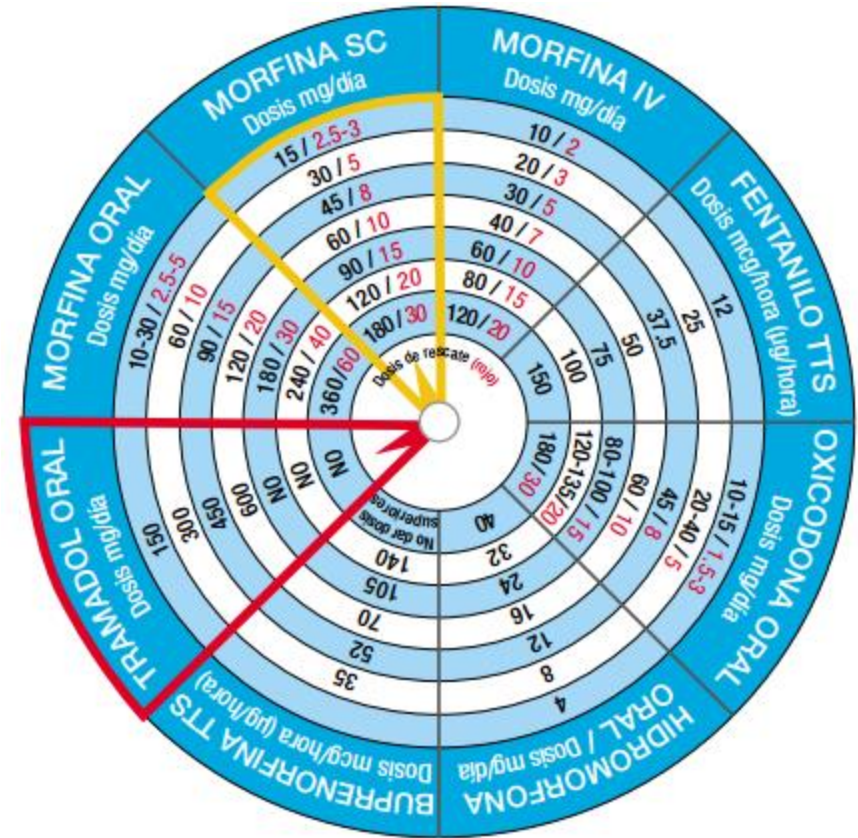 MORFINA SC
Dosis mg/día
15 / 2.5-3
30 / 5
45 / 8
60 / 10
90 / 15
120 / 20
180 / 30
MORFINA IV
Dosis mg/día
10 / 2
20 / 3
30 / 5
40 / 7
60 / 10
80 / 15
120 / 20
FENTANILO TTS
Dosis mcg/hora (µg/hora)
12
25
37,5
50
75
100
150
OXICODONA ORAL
Dosis mg/día
10-15 / 1.5-3
20-40 / 5
45 / 8
60 / 10
80-100 / 15
120-135/20
180/ 30
HIDROMORFONA
ORAL / Dosis mg/día
4
8
12
16
24
32
40
BUPRENORFINA TTS
Dosis mcg/hora (µg/hora)
35
52
70
105
140
No dar dosis
superiores
TRAMADOL ORAL
Dosis mg/día
150
300
450
600
NO
NO
NO
MORFINA ORAL
Dosis mg/día
10-30 / 2.5-5
60 / 10
90 / 15
120 / 20
180 / 30
240 / 40
360/60
Dosis de rescate (rojo)